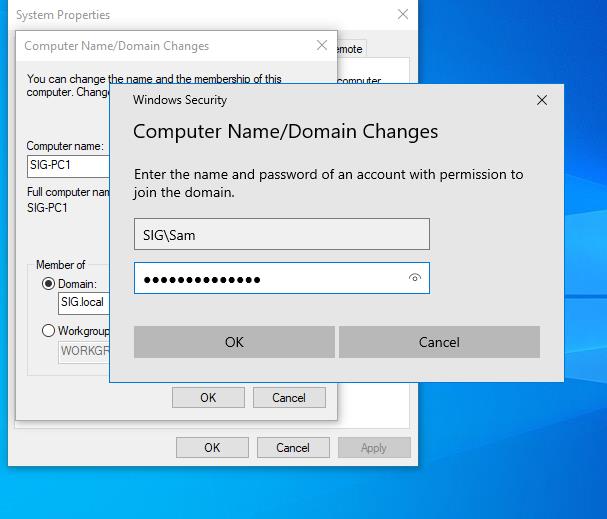 System Properties
Computer Name/Domain Changes
emote
You can change the name and the membership of this
computer. Chang
computer
Computer name:
SIG-PC1
Full computer nam
SIG-PC1
Member of
Domain:
SIG.local
Workgroup
WORKGR
OK
Cancel
OK
Cancel
Apply
Windows Security
Computer Name/Domain Changes
Enter the name and password of an account with permission to
join the domain.
SIG\Sam
●●●●●●●●●●●●●●
OK
Cancel